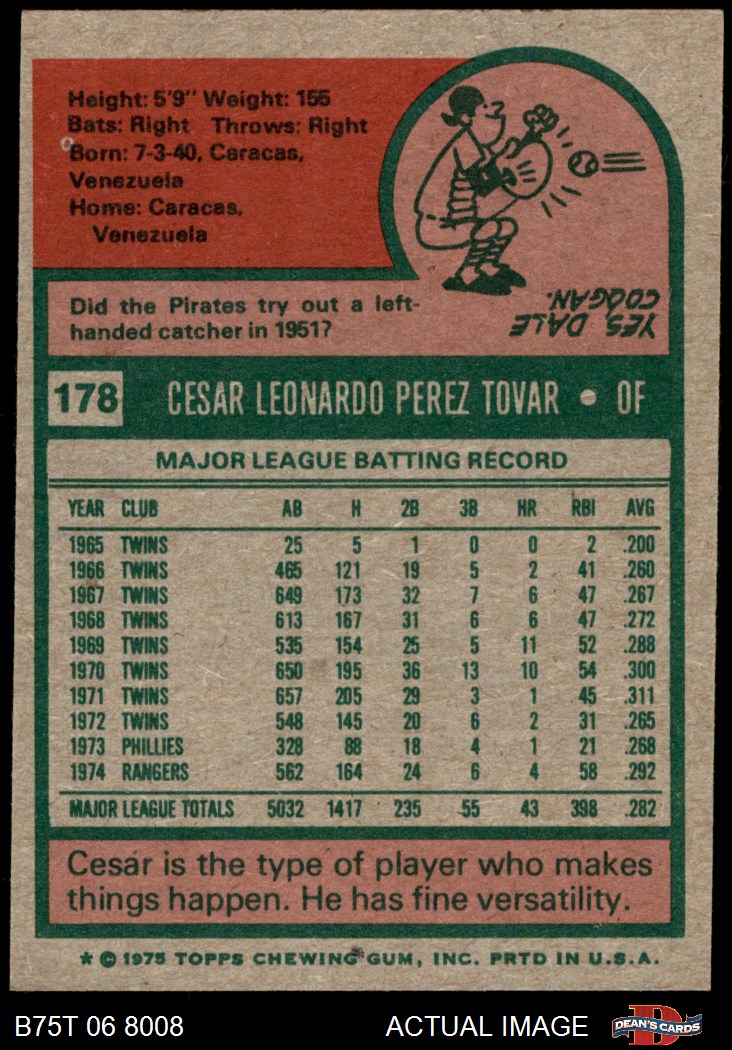 Height: 5'9" Weight: 155
Bats: Right Throws: Right
Born: 7-3-40, Caracas,
Venezuela
Home: Caracas,
Venezuela
Did the Pirates try out a left-
handed catcher in 1951?
YES, DALE
COOGAN.
178 CESAR LEONARDO PEREZ TOVAR • OF
MAJOR LEAGUE BATTING RECORD
YEAR CLUB AB H 2B 3B HR RBI AVG
1965 TWINS 25 5 1 0 0 2 .200
1966 TWINS 465 121 19 5 2 41 .260
1967 TWINS 649 173 32 7 6 47 .267
1968 TWINS 613 167 31 6 6 47 .272
1969 TWINS 535 154 25 5 11 52 .288
1970 TWINS 650 195 36 13 10 54 .300
1971 TWINS 657 205 29 3 1 45 .311
1972 TWINS 548 145 20 6 2 31 .265
1973 PHILLIES 328 88 18 4 1 21 .268
1974 RANGERS 562 164 24 6 4 58 .292
MAJOR LEAGUE TOTALS 5032 1417 235 55 43 398 .282
Cesar is the type of player who makes
things happen. He has fine versatility.
* © 1975 TOPPS CHEWING GUM, INC. PRTD IN U.S.A.
B75T 06 8008 ACTUAL IMAGE D DEAN'S CARDS